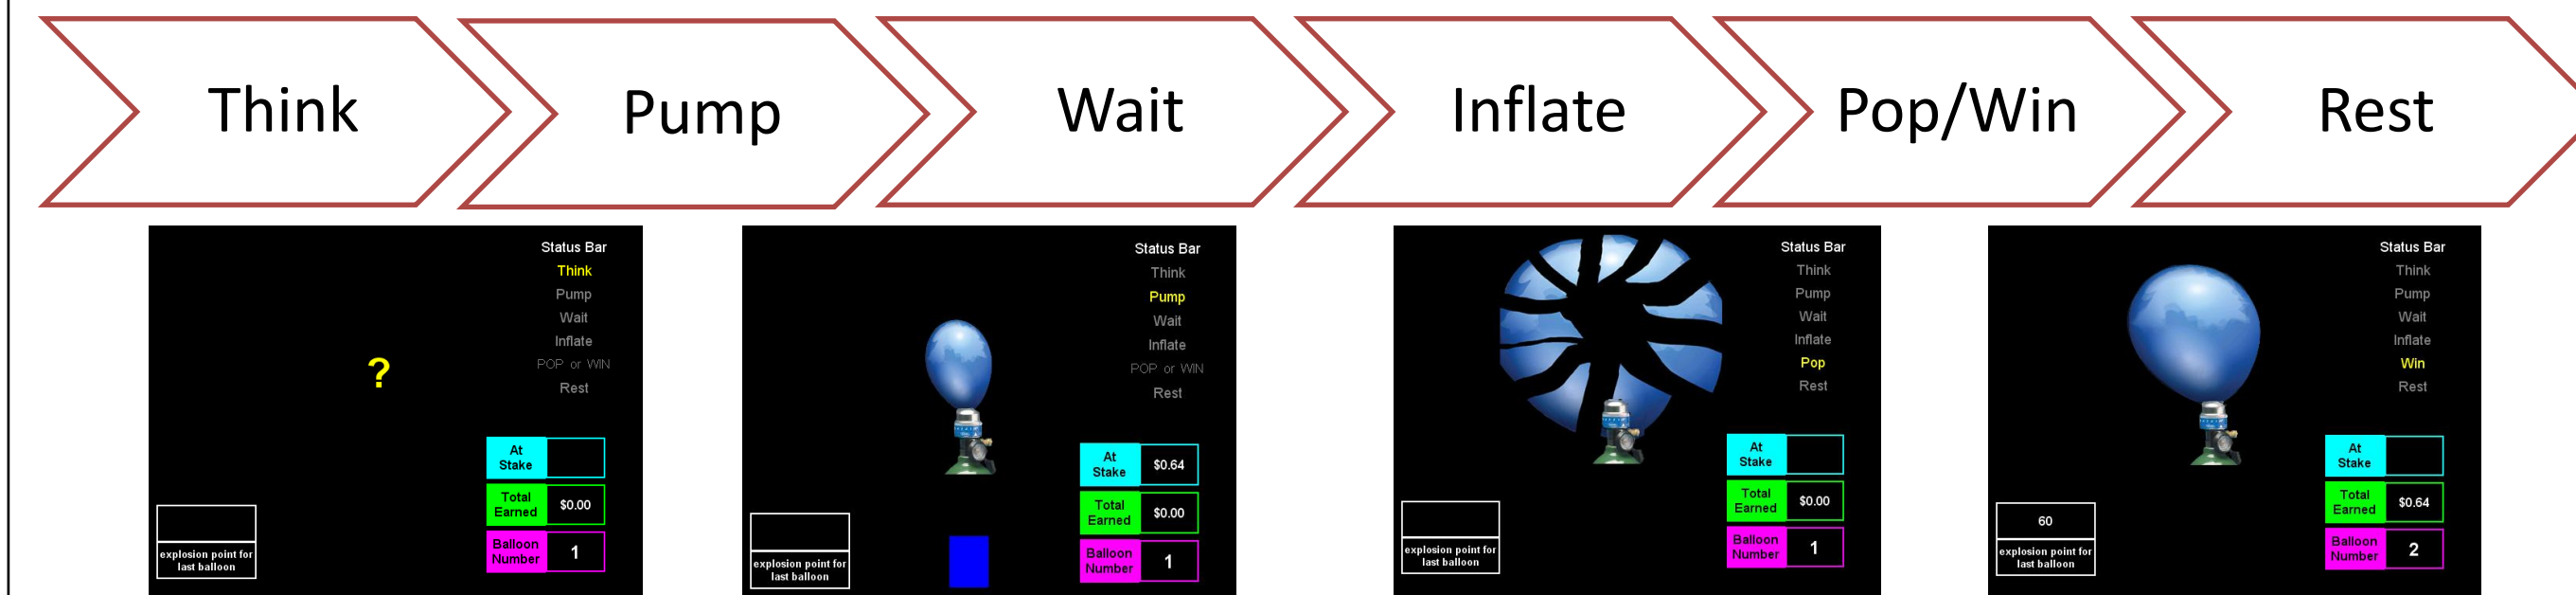 Think
Pump
Wait
Inflate
Pop/Win
Rest
Status Bar
Think
Pump
Wait
Inflate
POP or WIN
Rest
?
At
Stake
Total
Earned
$0.00
Balloon
Number
1
explosion point for
last balloon
Status Bar
Think
Pump
Wait
Inflate
POP or WIN
Rest
At
Stake
$0.64
Total
Earned
$0.00
Balloon
Number
1
explosion point for
last balloon
Status Bar
Think
Pump
Wait
Inflate
Pop
Rest
At
Stake
Total
Earned
$0.00
Balloon
Number
1
explosion point for
last balloon
Status Bar
Think
Pump
Wait
Inflate
Win
Rest
At
Stake
Total
Earned
$0.64
Balloon
Number
2
60
explosion point for
last balloon